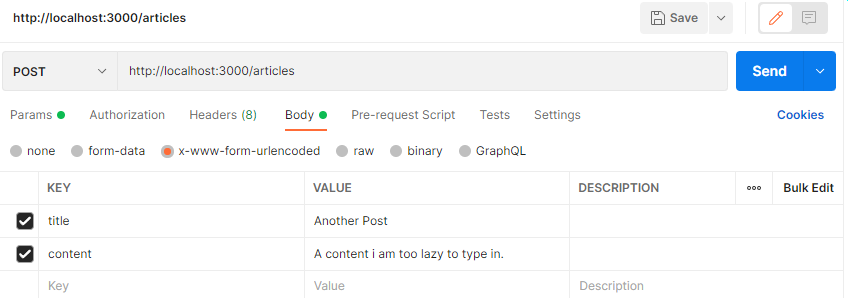 http://localhost:3000/articles Save
POST http://localhost:3000/articles Send
Params Authorization Headers (8) Body Pre-request Script Tests Settings Cookies
none form-data x-www-form-urlencoded raw binary GraphQL
KEY VALUE DESCRIPTION Bulk Edit
title Another Post
content A content i am too lazy to type in.
Key Value Description